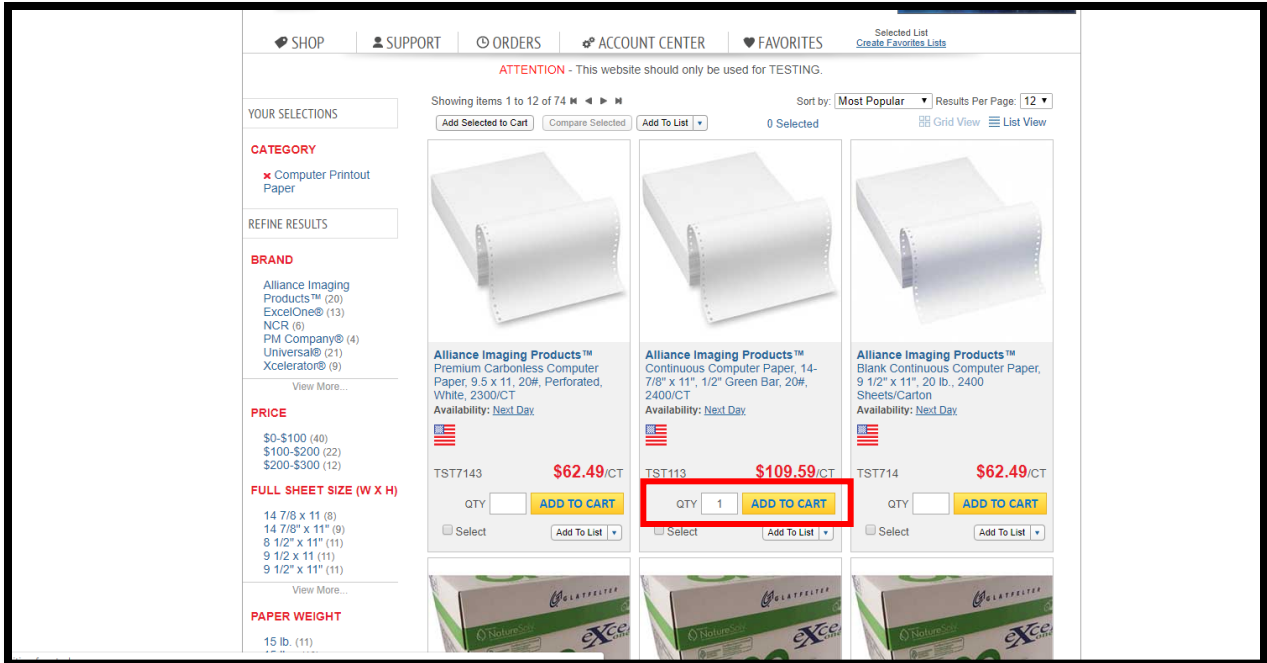 SHOP
SUPPORT
ORDERS
ACCOUNT CENTER
FAVORITES
Selected List
Create Favorites Lists
ATTENTION - This website should only be used for TESTING.
YOUR SELECTIONS
CATEGORY
Computer Printout
Paper
REFINE RESULTS
BRAND
Alliance Imaging
Products™ (20)
ExcelOne® (13)
NCR (6)
PM Company® (4)
Universal® (21)
Xcelerator® (9)
View More...
PRICE
$0-$100 (40)
$100-$200 (22)
$200-$300 (12)
FULL SHEET SIZE (W X H)
14 7/8 x 11 (8)
14 7/8" x 11" (9)
8 1/2" x 11" (11)
9 1/2 x 11 (11)
9 1/2" x 11" (11)
View More...
PAPER WEIGHT
15 lb. (11)
Showing items 1 to 12 of 74
Sort by: Most Popular
Results Per Page: 12
Add Selected to Cart
Compare Selected
Add To List
0 Selected
Grid View
List View
Alliance Imaging Products™
Premium Carbonless Computer
Paper, 9.5 x 11, 20#, Perforated,
White, 2300/CT
Availability: Next Day
TST7143 $62.49/CT
QTY ADD TO CART
Select Add To List
Alliance Imaging Products™
Continuous Computer Paper, 14-
7/8" x 11", 1/2" Green Bar, 20#,
2400/CT
Availability: Next Day
TST113 $109.59/CT
QTY 1 ADD TO CART
Select Add To List
Alliance Imaging Products™
Blank Continuous Computer Paper,
9 1/2" x 11", 20 lb., 2400
Sheets/Carton
Availability: Next Day
TST714 $62.49/CT
QTY ADD TO CART
Select Add To List
GLATFELTER
GLATFELTER
GLATFELTER